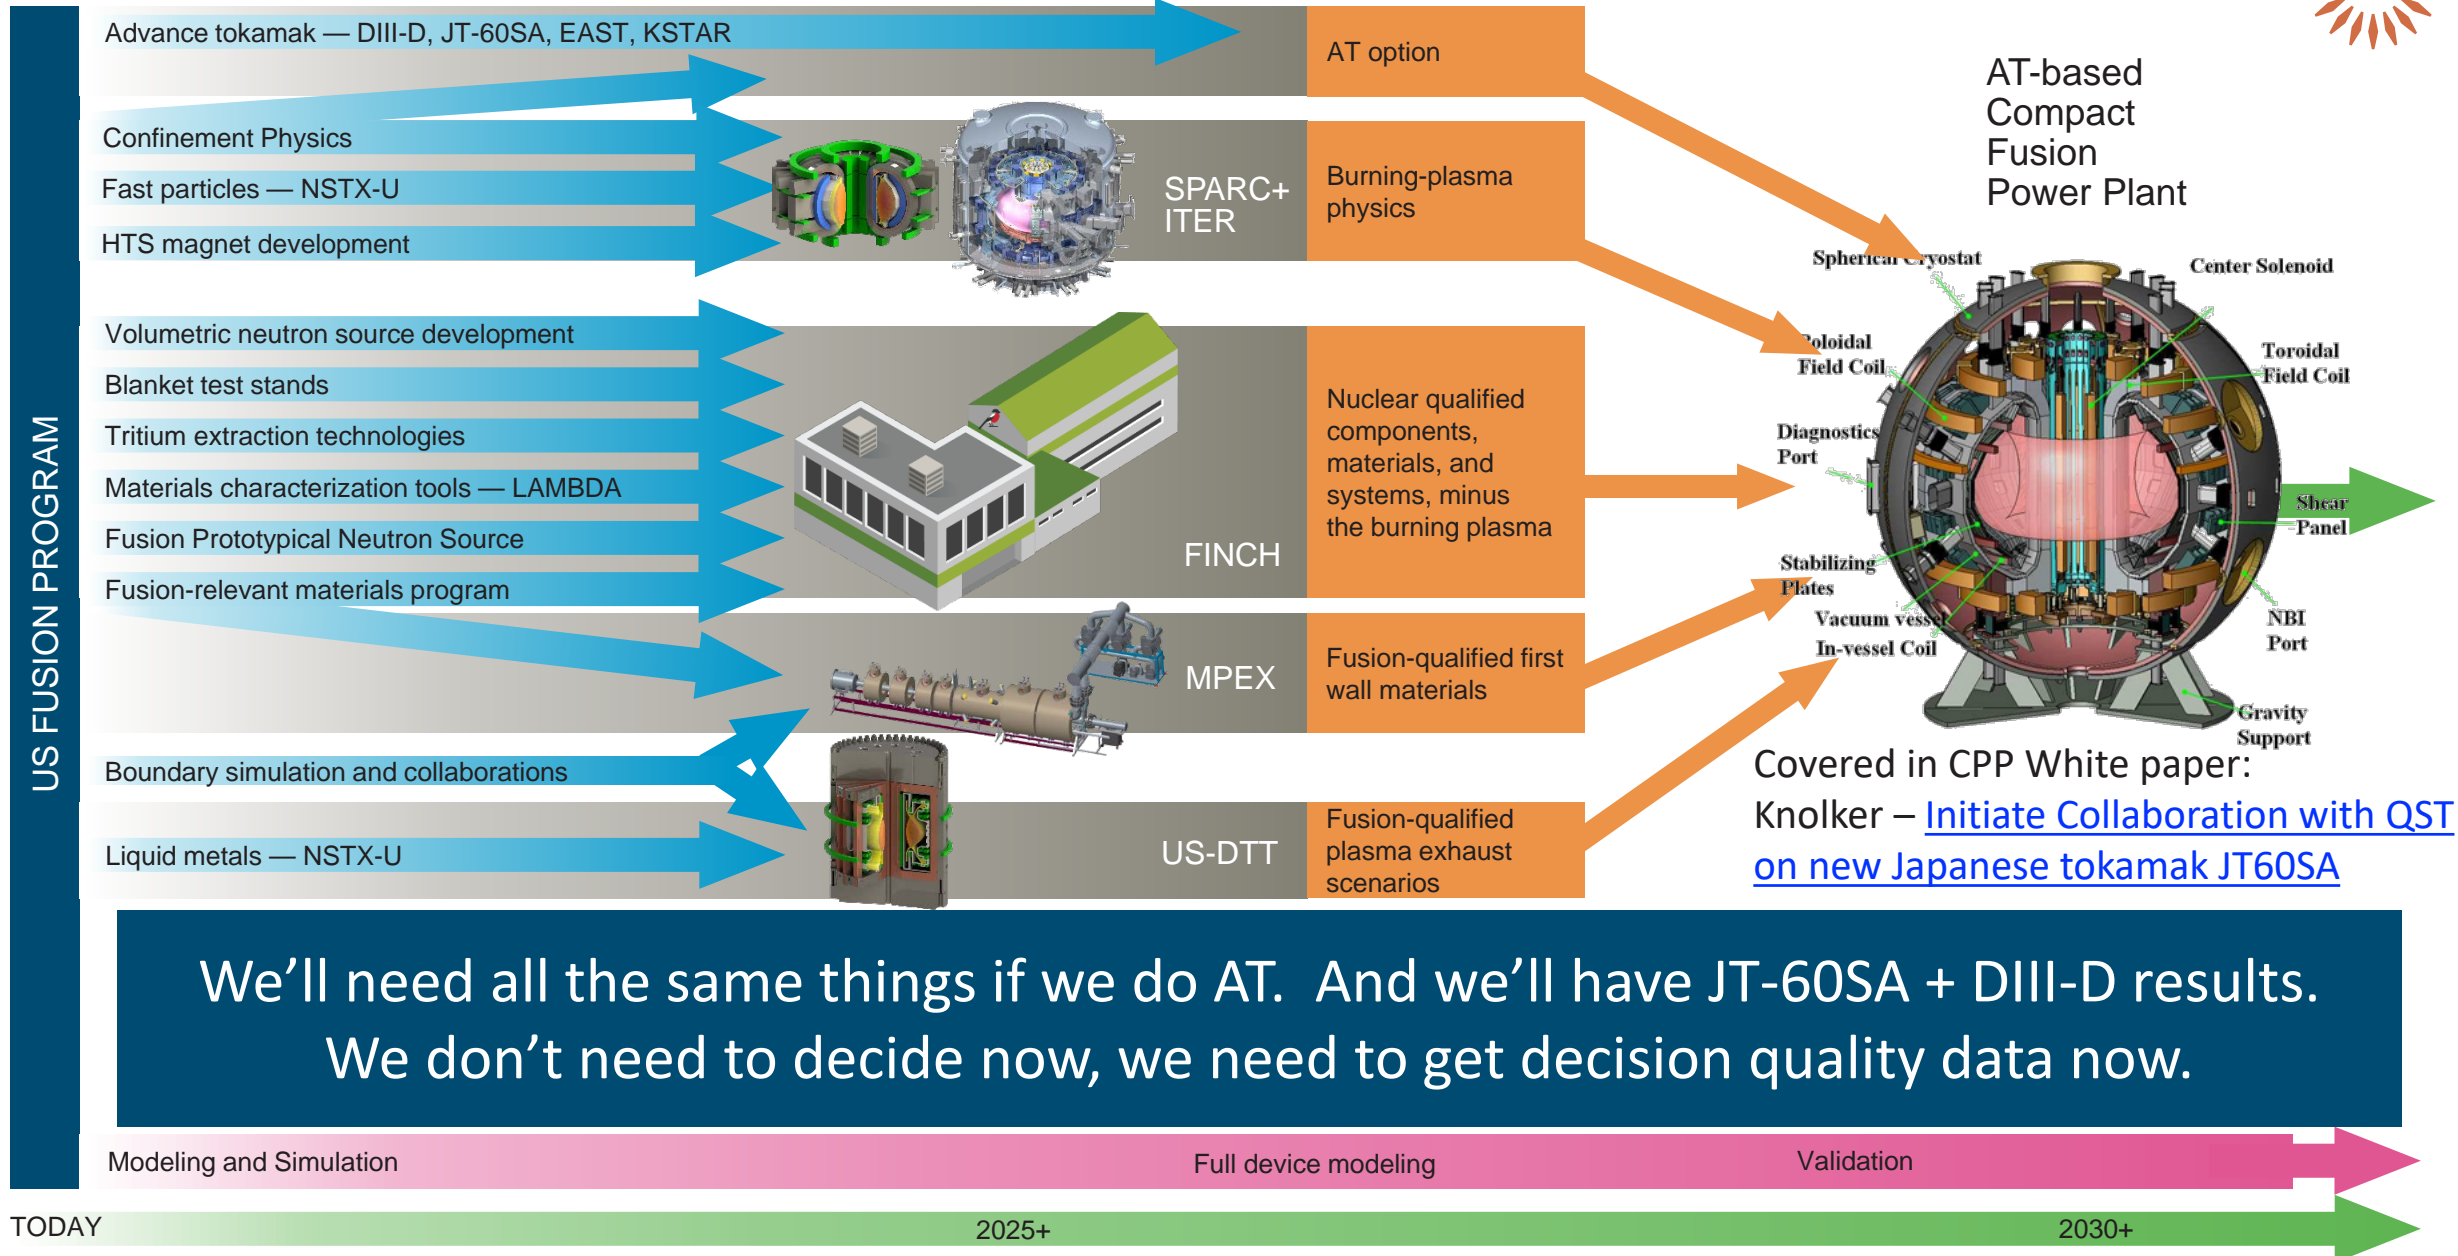 US FUSION PROGRAM
Advance tokamak — DIII-D, JT-60SA, EAST, KSTAR
Confinement Physics
Fast particles — NSTX-U
HTS magnet development
Volumetric neutron source development
Blanket test stands
Tritium extraction technologies
Materials characterization tools — LAMBDA
Fusion Prototypical Neutron Source
Fusion-relevant materials program
Boundary simulation and collaborations
Liquid metals — NSTX-U
SPARC+
ITER
FINCH
MPEX
US-DTT
AT option
Burning-plasma
physics
Nuclear qualified
components,
materials, and
systems, minus
the burning plasma
Fusion-qualified first
wall materials
Fusion-qualified
plasma exhaust
scenarios
AT-based
Compact
Fusion
Power Plant
Spherical Cryostat
Center Solenoid
Poloidal
Field Coil
Toroidal
Field Coil
Diagnostics
Port
Shear
Panel
Stabilizing
Plates
Vacuum vessel
In-vessel Coil
NBI
Port
Gravity
Support
Covered in CPP White paper:
Knolker – Initiate Collaboration with QST
on new Japanese tokamak JT60SA
We’ll need all the same things if we do AT.  And we’ll have JT-60SA + DIII-D results.
We don’t need to decide now, we need to get decision quality data now.
Modeling and Simulation
Full device modeling
Validation
TODAY
2025+
2030+